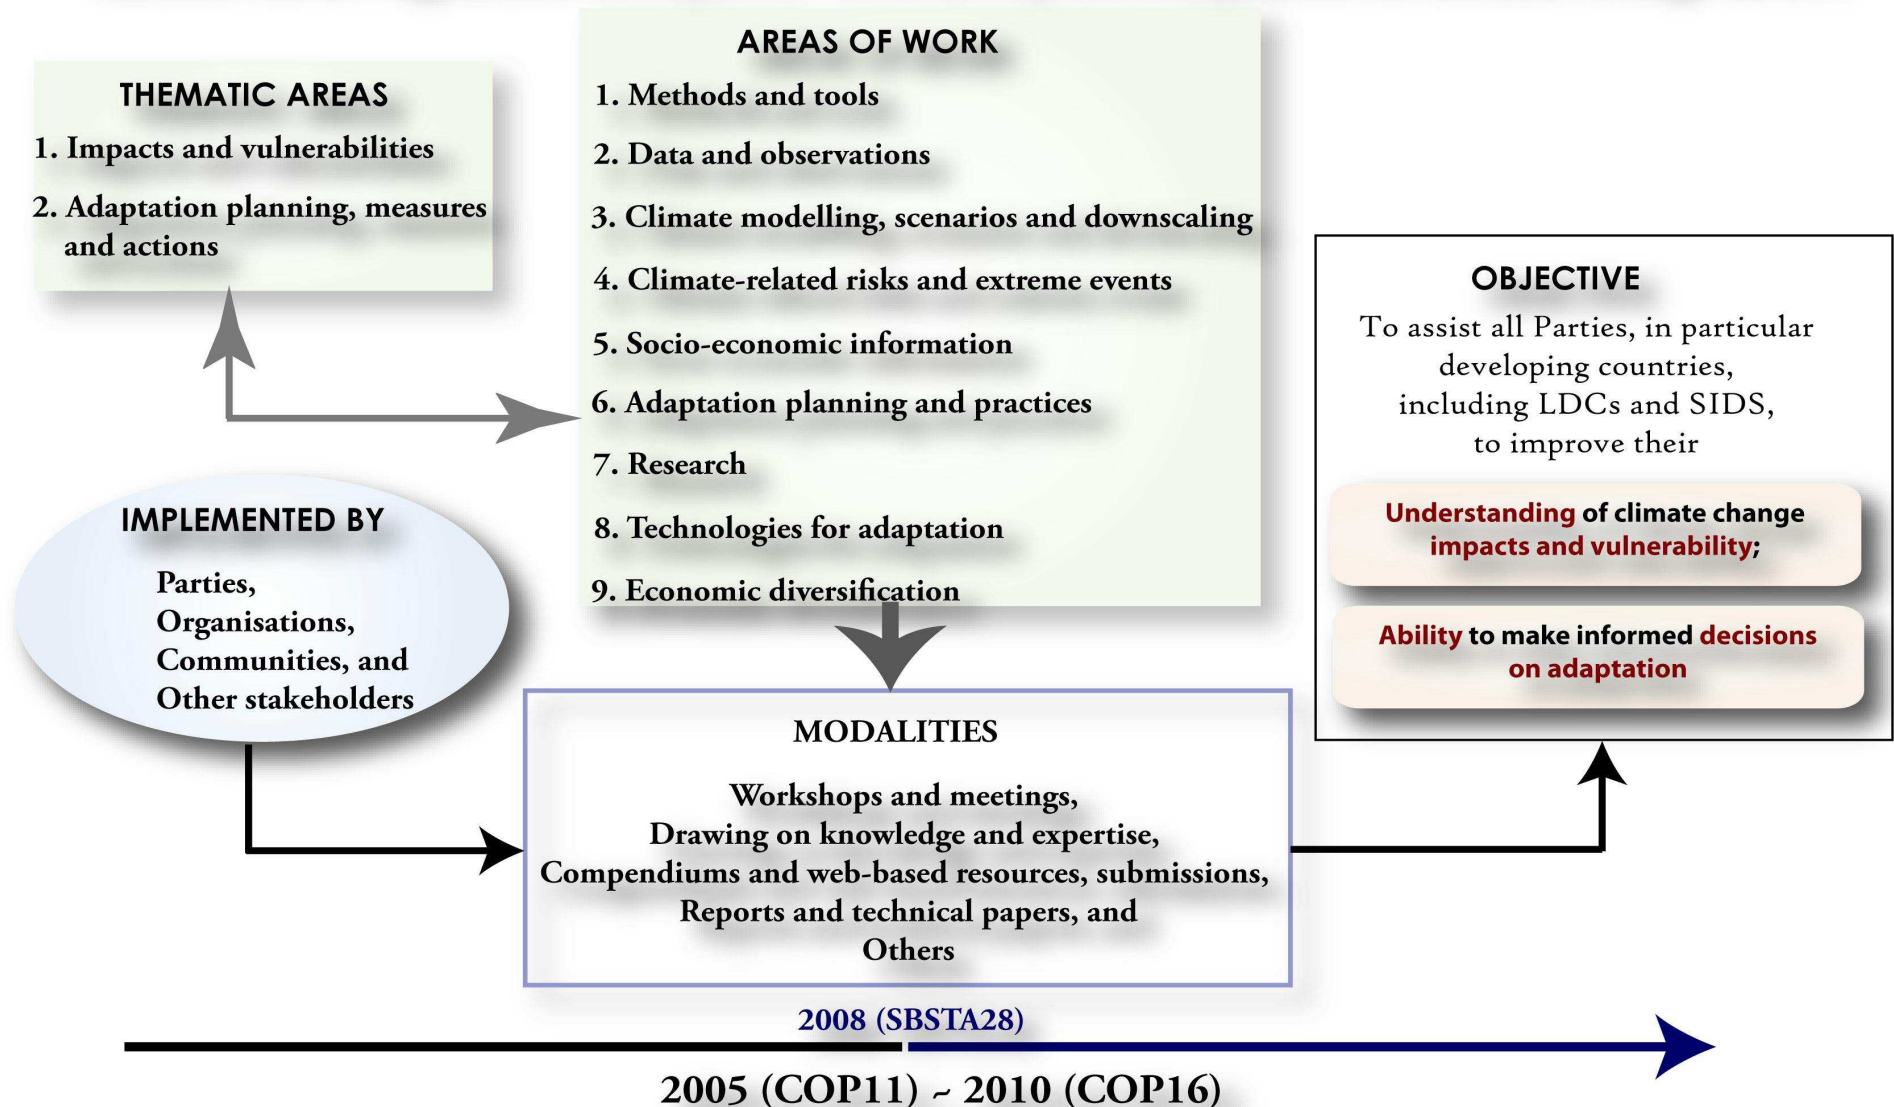 THEMATIC AREAS
1. Impacts and vulnerabilities
2. Adaptation planning, measures
and actions
AREAS OF WORK
1. Methods and tools
2. Data and observations
3. Climate modelling, scenarios and downscaling
4. Climate-related risks and extreme events
5. Socio-economic information
6. Adaptation planning and practices
7. Research
8. Technologies for adaptation
9. Economic diversification
IMPLEMENTED BY
Parties,
Organisations,
Communities, and
Other stakeholders
MODALITIES
Workshops and meetings,
Drawing on knowledge and expertise,
Compendiums and web-based resources, submissions,
Reports and technical papers, and
Others
OBJECTIVE
To assist all Parties, in particular
developing countries,
including LDCs and SIDS,
to improve their
Understanding of climate change
impacts and vulnerability;
Ability to make informed decisions
on adaptation
2008 (SBSTA28)
2005 (COP11) ~ 2010 (COP16)